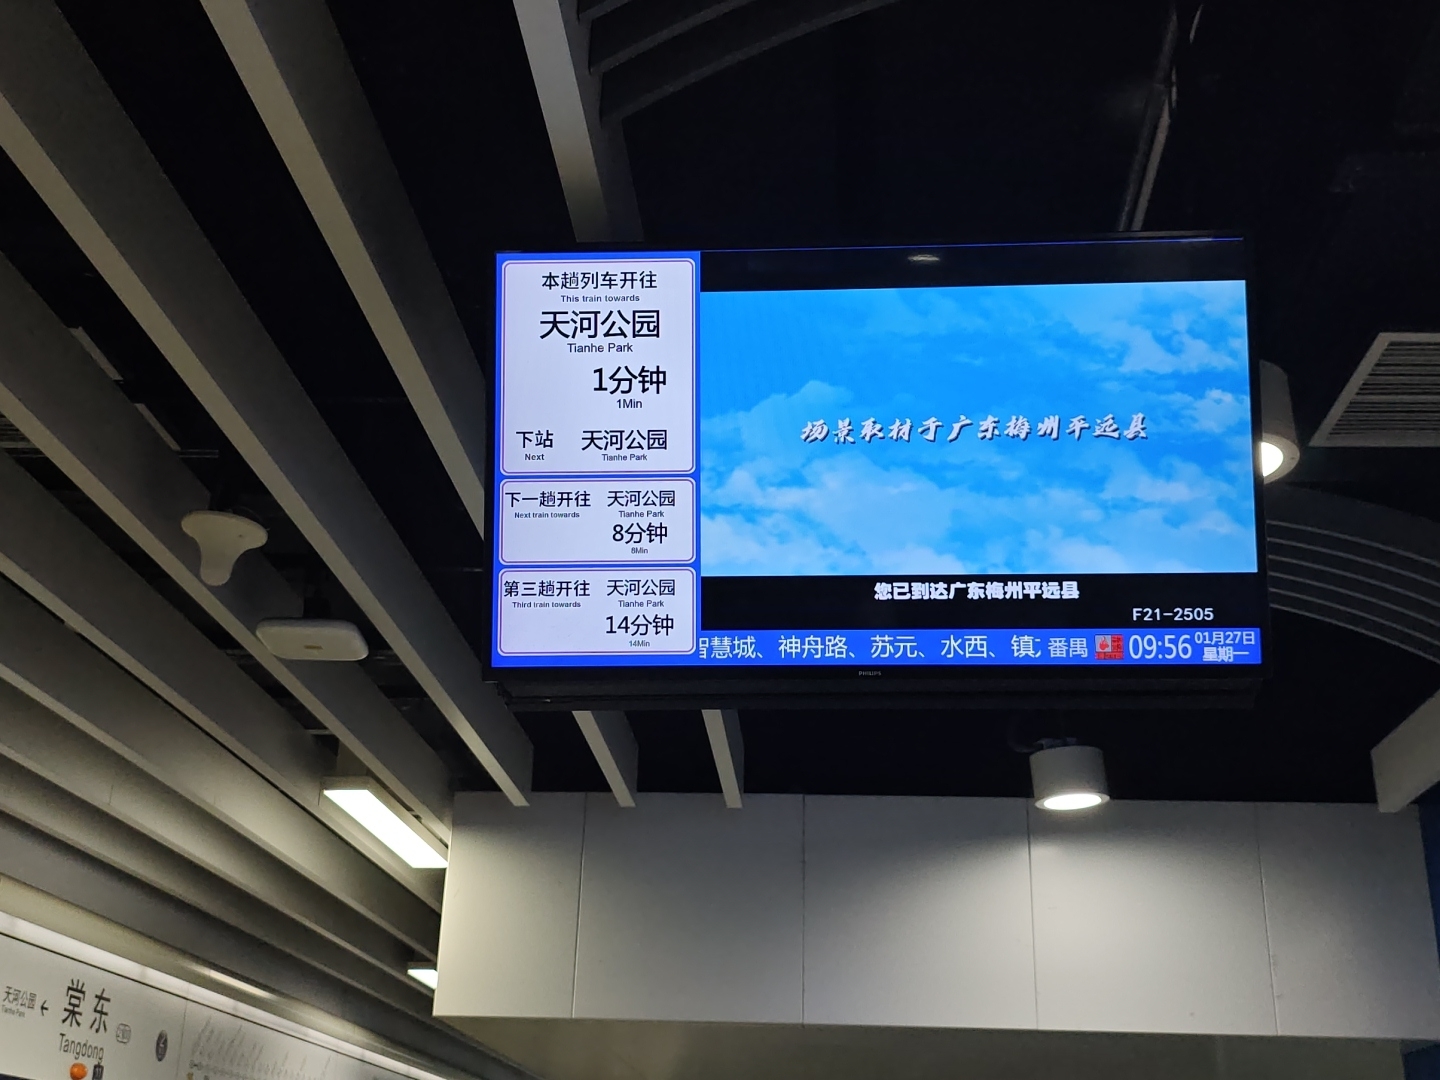 本趟列车开往
This train towards
天河公园
Tianhe Park
1分钟
1Min
下站 天河公园
Next Tianhe Park
下一趟开往 天河公园
Next train towards Tianhe Park
8分钟
8Min
第三趟开往 天河公园
Third train towards Tianhe Park
14分钟
14Min
场景取材于广东梅州平远县
您已到达广东梅州平远县
F21-2505
智慧城、神舟路、苏元、水西、镇 番禺 09:56 01月27日
星期一
PHILIPS
天河公园 ← 棠东
Tianhe Park Tangdong